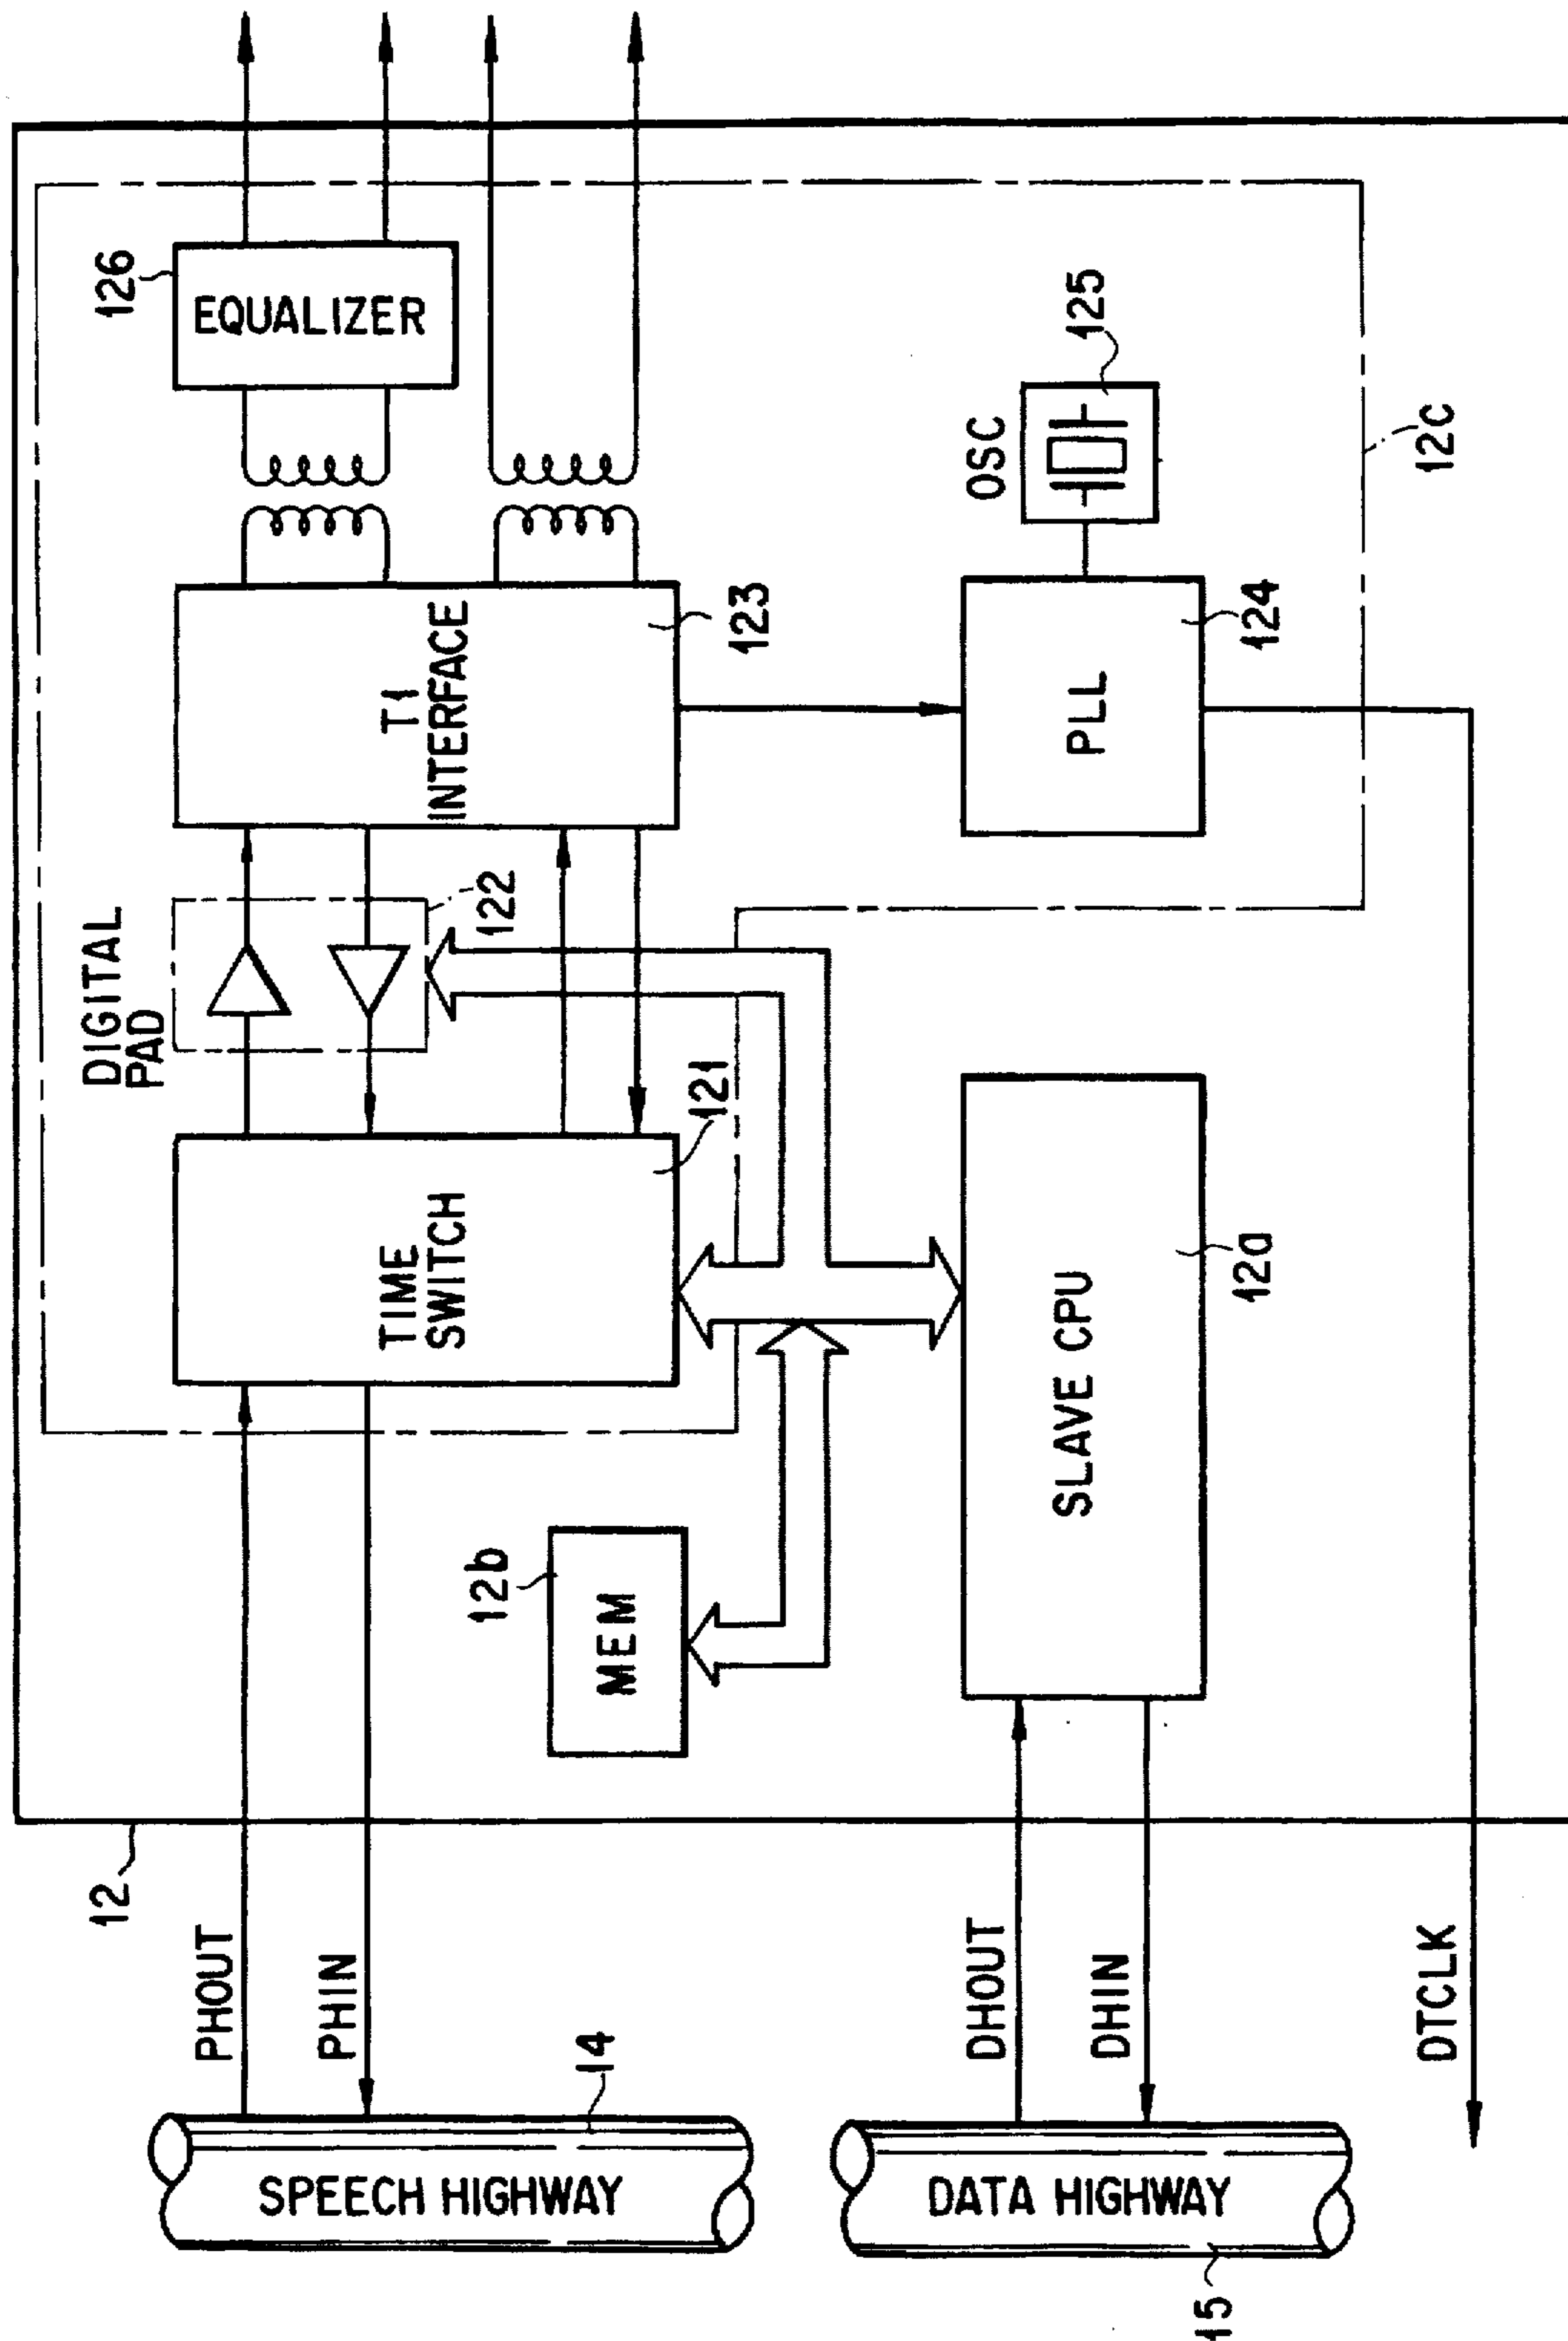 SPEECH HIGHWAY
14
PHOUT
PHIN
12
TIME
SWITCH
121
DIGITAL
PAD
122
T1
INTERFACE
123
EQUALIZER
126
MEM
12b
OSC
125
PLL
124
12c
SLAVE CPU
12a
DATA HIGHWAY
15
DHOUT
DHIN
DTCLK